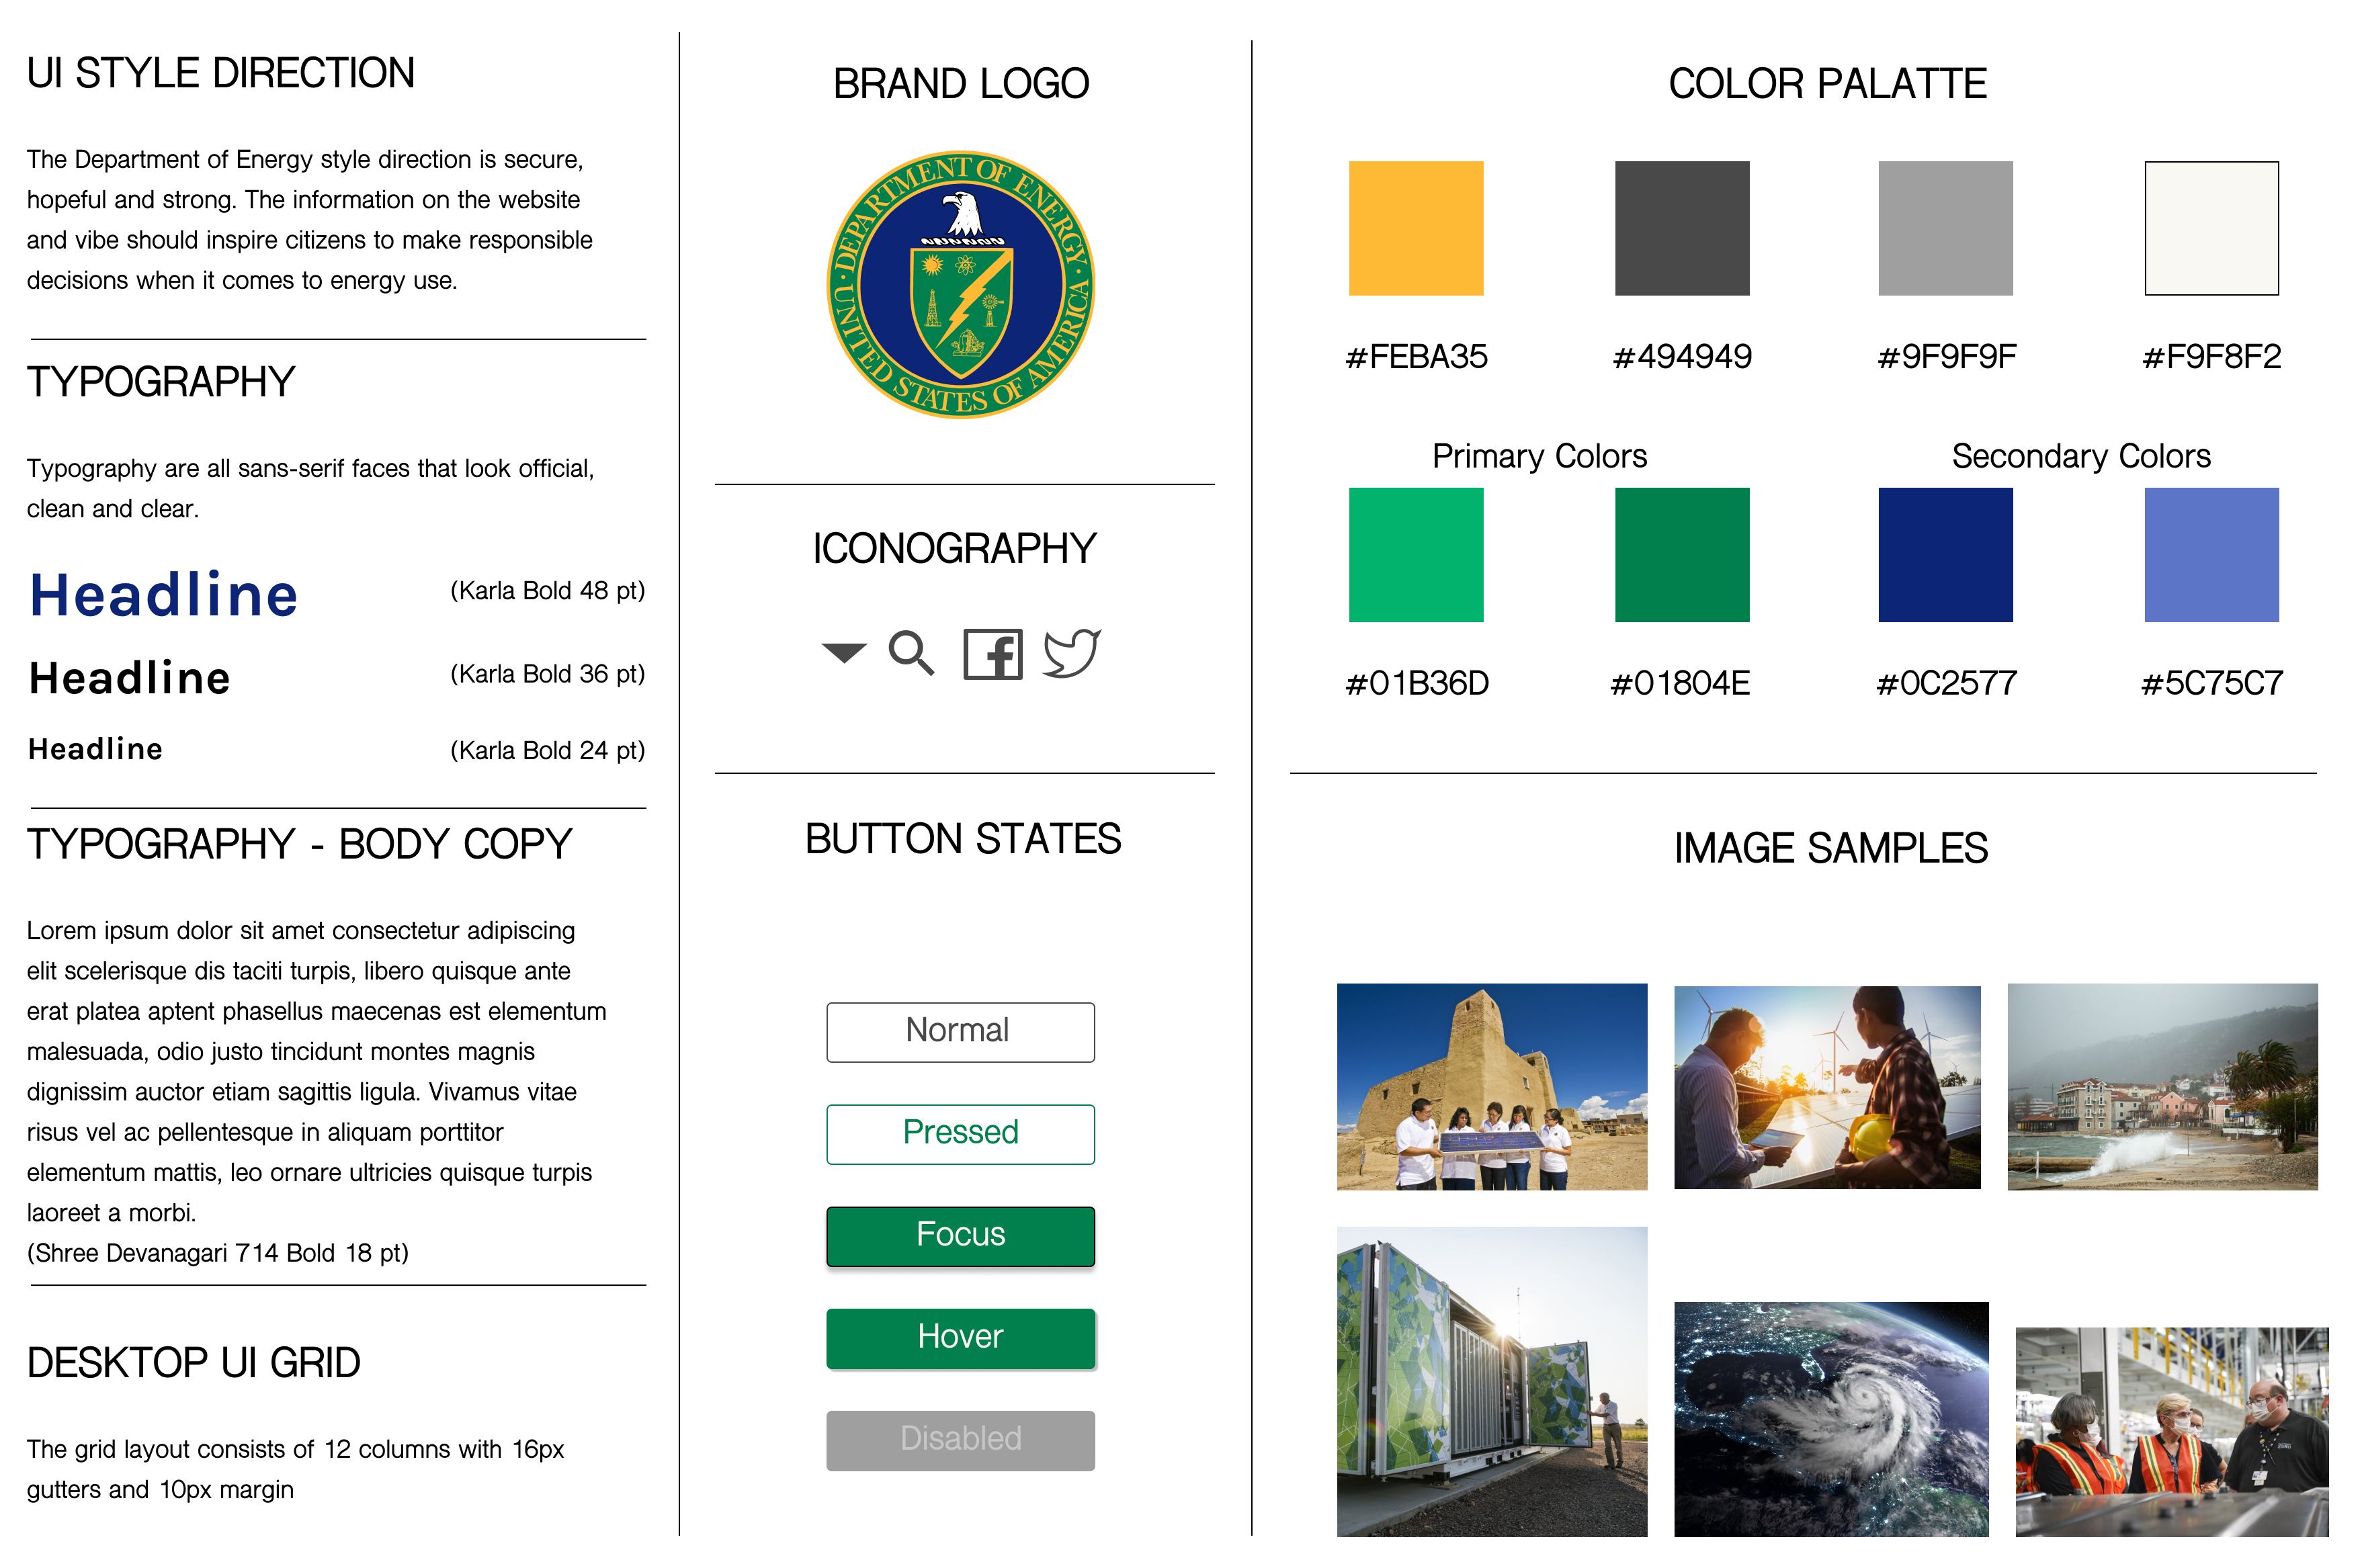 UI STYLE DIRECTION
The Department of Energy style direction is secure,
hopeful and strong. The information on the website
and vibe should inspire citizens to make responsible
decisions when it comes to energy use.
TYPOGRAPHY
Typography are all sans-serif faces that look official,
clean and clear.
Headline
(Karla Bold 48 pt)
Headline
(Karla Bold 36 pt)
Headline
(Karla Bold 24 pt)
TYPOGRAPHY - BODY COPY
Lorem ipsum dolor sit amet consectetur adipiscing
elit scelerisque dis taciti turpis, libero quisque ante
erat platea aptent phasellus maecenas est elementum
malesuada, odio justo tincidunt montes magnis
dignissim auctor etiam sagittis ligula. Vivamus vitae
risus vel ac pellentesque in aliquam porttitor
elementum mattis, leo ornare ultricies quisque turpis
laoreet a morbi.
(Shree Devanagari 714 Bold 18 pt)
DESKTOP UI GRID
The grid layout consists of 12 columns with 16px
gutters and 10px margin
BRAND LOGO
DEPARTMENT OF ENERGY
UNITED STATES OF AMERICA
ICONOGRAPHY
BUTTON STATES
Normal
Pressed
Focus
Hover
Disabled
COLOR PALATTE
#FEBA35
#494949
#9F9F9F
#F9F8F2
Primary Colors
Secondary Colors
#01B36D
#01804E
#0C2577
#5C75C7
IMAGE SAMPLES